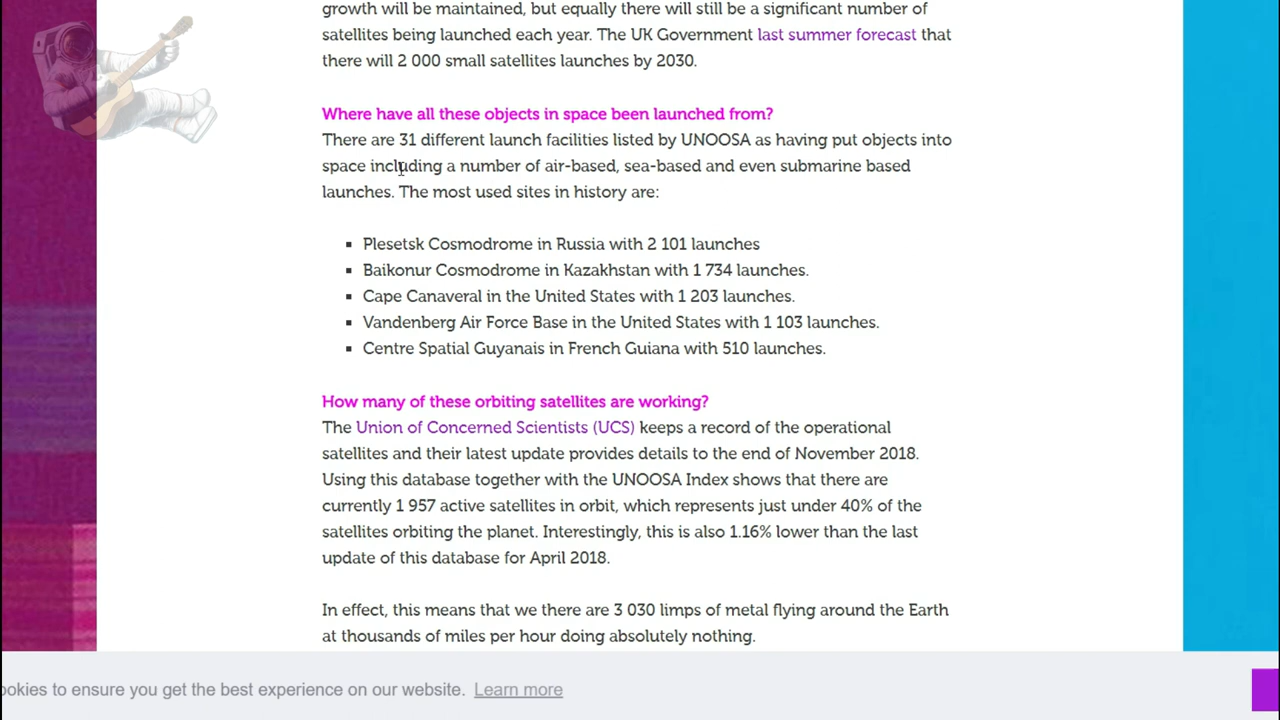 growth will be maintained, but equally there will still be a significant number of
satellites being launched each year. The UK Government last summer forecast that
there will 2 000 small satellites launches by 2030.
Where have all these objects in space been launched from?
There are 31 different launch facilities listed by UNOOSA as having put objects into
space including a number of air-based, sea-based and even submarine based
launches. The most used sites in history are:
▪ Plesetsk Cosmodrome in Russia with 2 101 launches
▪ Baikonur Cosmodrome in Kazakhstan with 1 734 launches.
▪ Cape Canaveral in the United States with 1 203 launches.
▪ Vandenberg Air Force Base in the United States with 1 103 launches.
▪ Centre Spatial Guyanais in French Guiana with 510 launches.
How many of these orbiting satellites are working?
The Union of Concerned Scientists (UCS) keeps a record of the operational
satellites and their latest update provides details to the end of November 2018.
Using this database together with the UNOOSA Index shows that there are
currently 1 957 active satellites in orbit, which represents just under 40% of the
satellites orbiting the planet. Interestingly, this is also 1.16% lower than the last
update of this database for April 2018.
In effect, this means that we there are 3 030 limps of metal flying around the Earth
at thousands of miles per hour doing absolutely nothing.
ookies to ensure you get the best experience on our website. Learn more